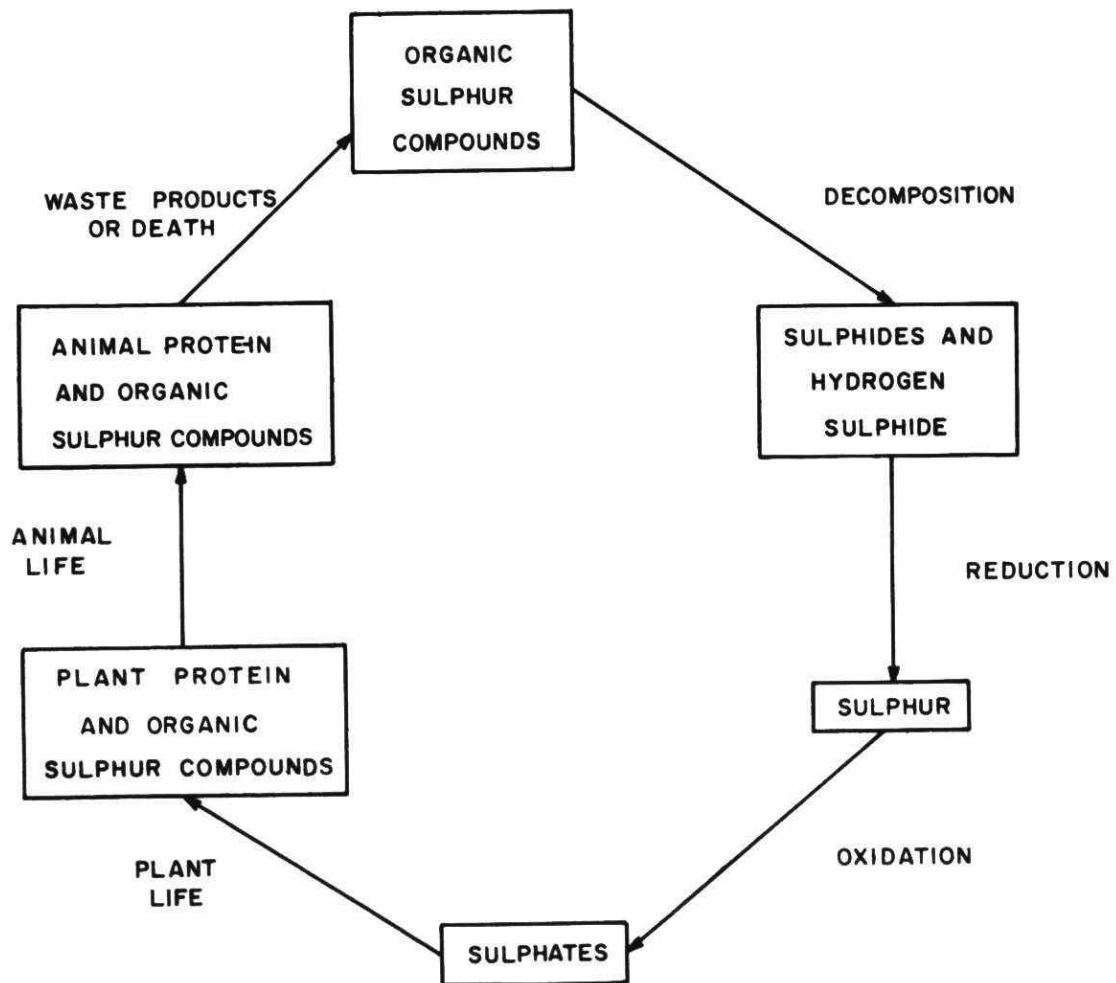 ORGANIC
SULPHUR
COMPOUNDS
WASTE PRODUCTS
OR DEATH
DECOMPOSITION
ANIMAL PROTEIN
AND ORGANIC
SULPHUR COMPOUNDS
SULPHIDES AND
HYDROGEN
SULPHIDE
ANIMAL
LIFE
REDUCTION
PLANT PROTEIN
AND ORGANIC
SULPHUR COMPOUNDS
SULPHUR
PLANT
LIFE
OXIDATION
SULPHATES